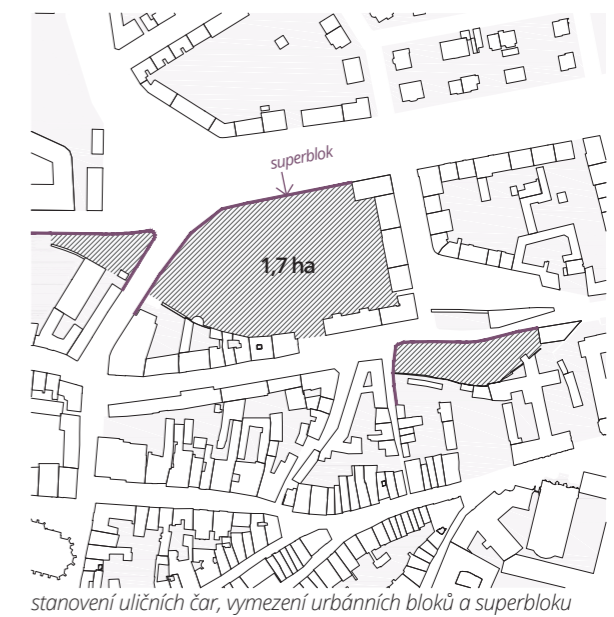 superblok
1,7 ha
stanovení uličních čar, vymezení urbánních bloků a superbloku